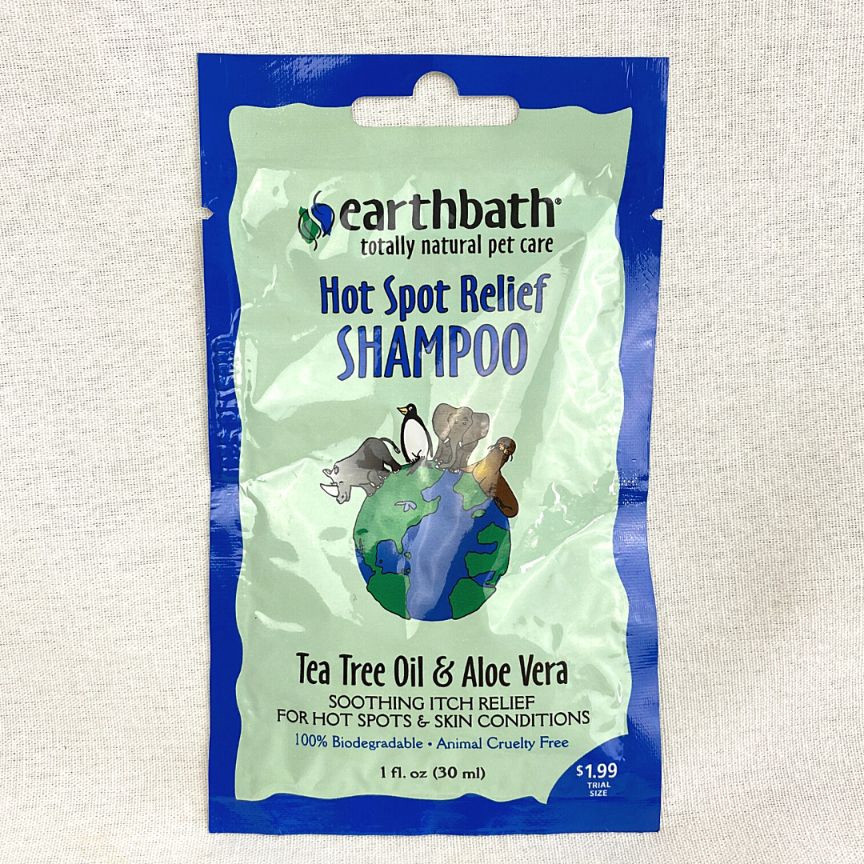 earthbath®
totally natural pet care
Hot Spot Relief
SHAMPOO
Tea Tree Oil & Aloe Vera
SOOTHING ITCH RELIEF
FOR HOT SPOTS & SKIN CONDITIONS
100% Biodegradable • Animal Cruelty Free
1 fl. oz (30 ml)
$1.99
TRIAL
SIZE